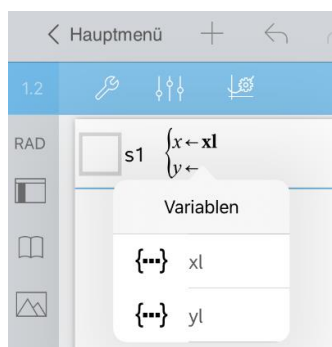 Hauptmenü
1.2
RAD
s1 {x←xl
y←
Variablen
{...} xl
{...} yl